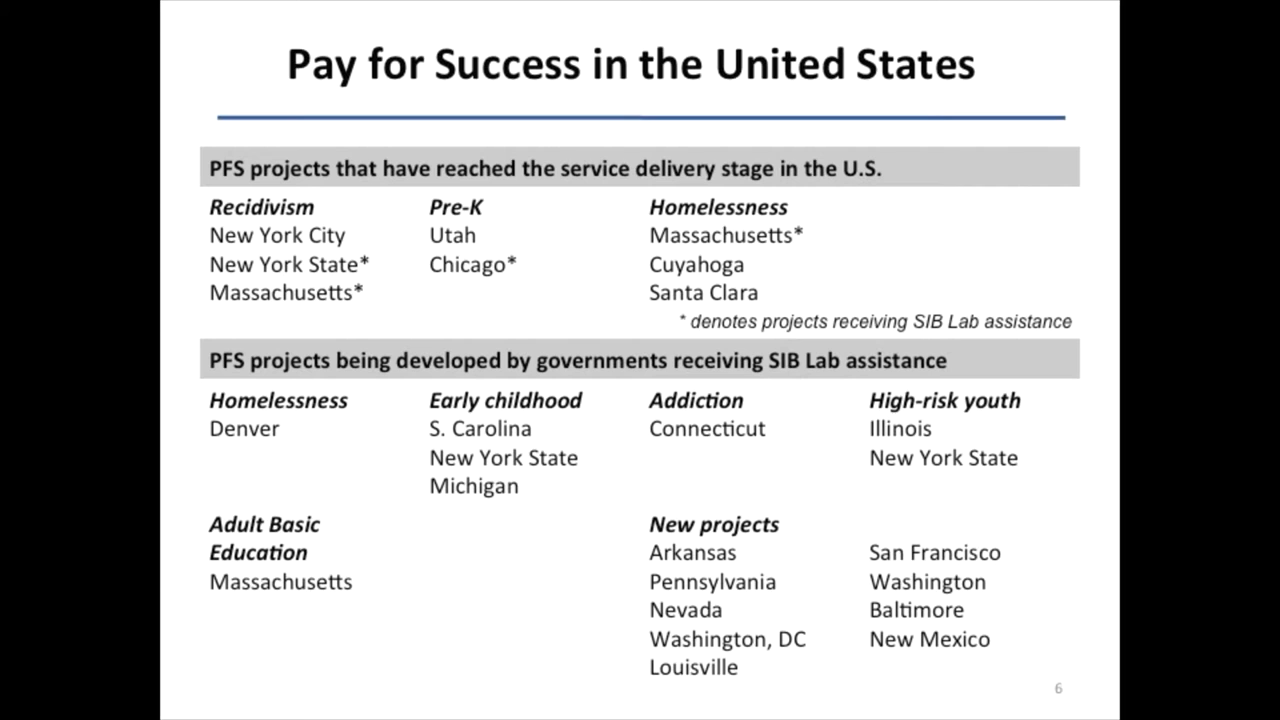 Pay for Success in the United States
PFS projects that have reached the service delivery stage in the U.S.
Recidivism
New York City
New York State*
Massachusetts*
Pre-K
Utah
Chicago*
Homelessness
Massachusetts*
Cuyahoga
Santa Clara
* denotes projects receiving SIB Lab assistance
PFS projects being developed by governments receiving SIB Lab assistance
Homelessness
Denver
Early childhood
S. Carolina
New York State
Michigan
Addiction
Connecticut
High-risk youth
Illinois
New York State
Adult Basic
Education
Massachusetts
New projects
Arkansas
Pennsylvania
Nevada
Washington, DC
Louisville
San Francisco
Washington
Baltimore
New Mexico
6